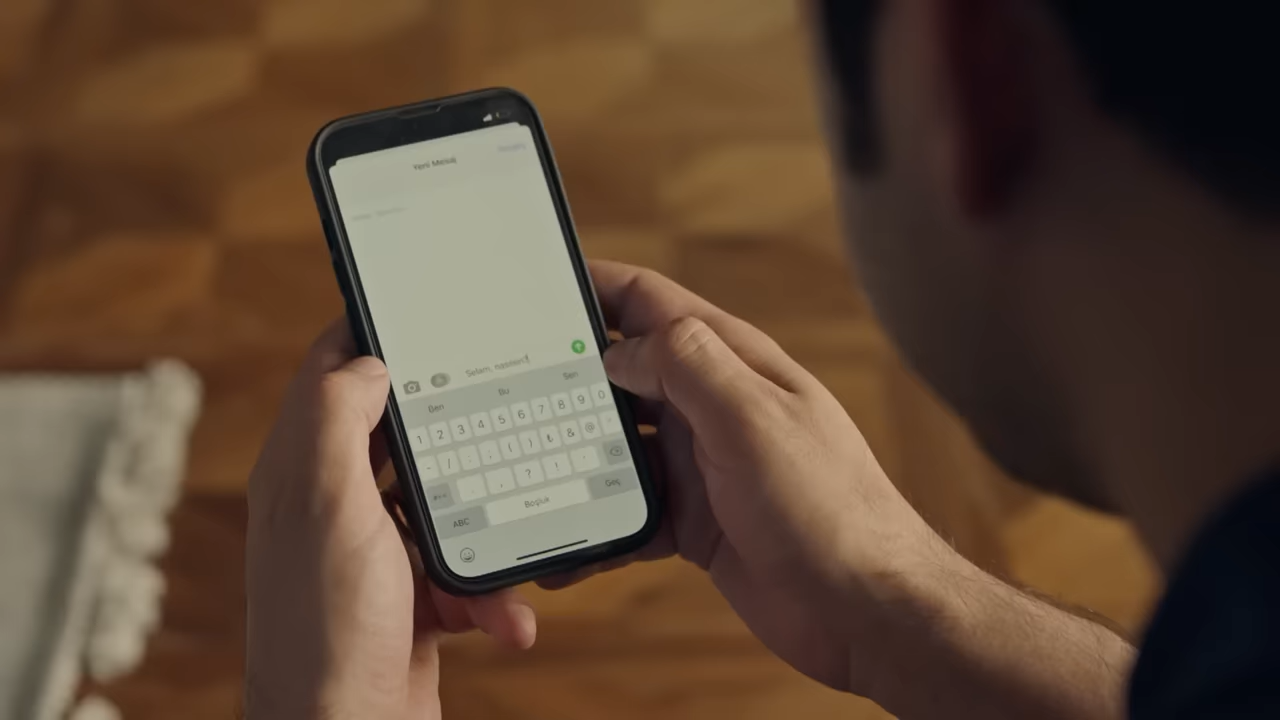 Yeni Mesaj
Selam, nasılsın?
Ben Bu Sen
1 2 3 4 5 6 7 8 9 0
- / : ; ( ) ₺ & @ "
#+= . , ? ! '
ABC Boşluk Geç